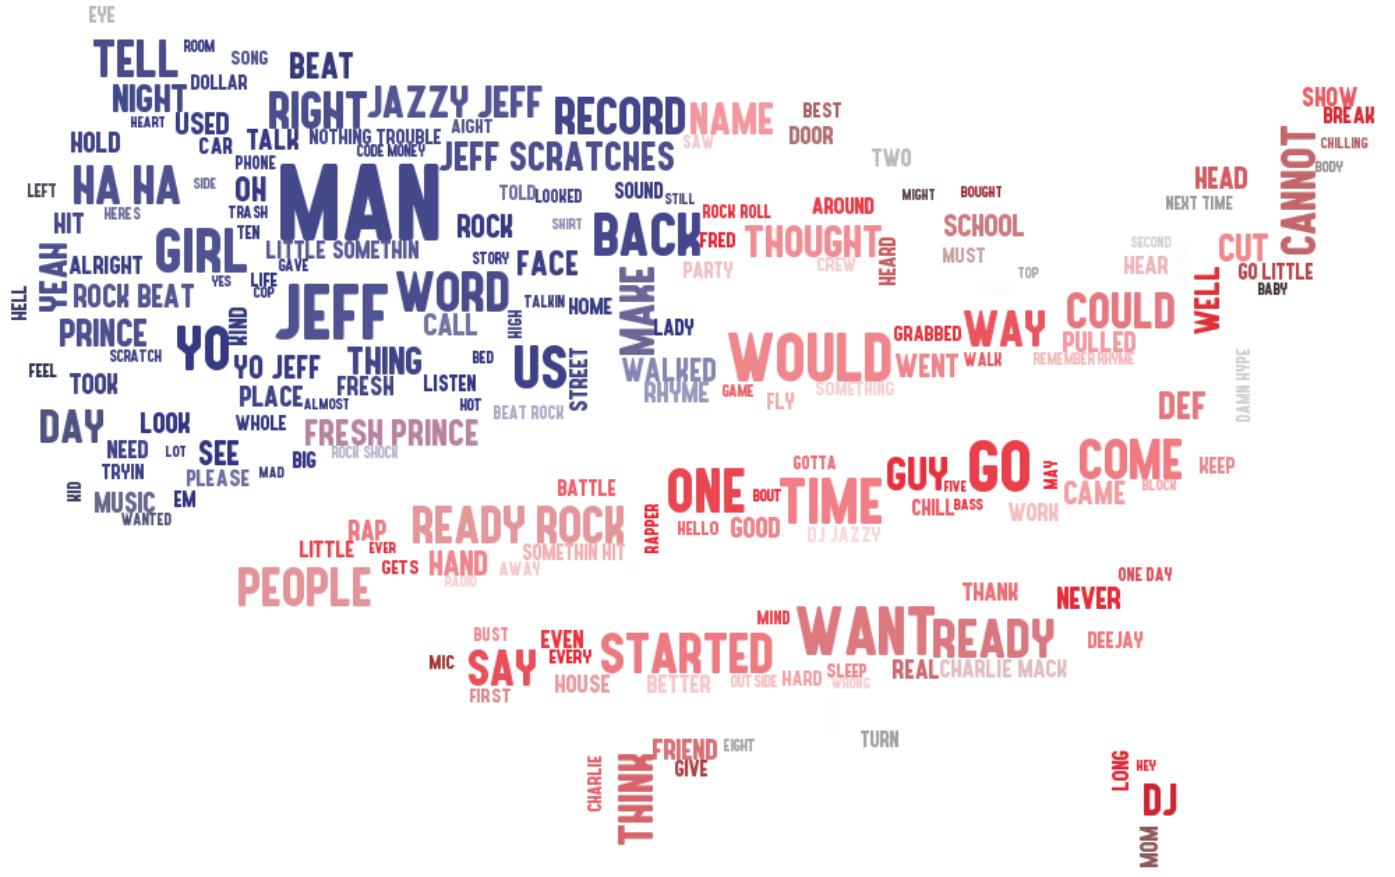 EYE
TELL
ROOM
SONG
BEAT
NIGHT
DOLLAR
RIGHT
JAZZY JEFF
RECORD
NAME
BEST
SHOW
BREAK
HEART
USED
HOLD
CAR
TALK
NOTHING TROUBLE
AIGHT
CODE MONEY
JEFF SCRATCHES
SAW
DOOR
TWO
CANNOT
CHILLING
BODY
PHONE
LEFT
HA HA
SIDE
OH
MAN
TOLD
LOOKED
SOUND
STILL
MIGHT
BOUGHT
HEAD
NEXT TIME
HERES
TRASH
HIT
TEN
ROCK
SHIRT
BACK
ROCK ROLL
AROUND
SCHOOL
FRED
THOUGHT
HEARD
SECOND
CUT
YEAH
GIRL
LITTLE SOMETHIN
ALRIGHT
GAVE
STORY
FACE
PARTY
CREW
MUST
TOP
HEAR
GO LITTLE
BABY
YES
LIFE
COP
HELL
ROCK BEAT
JEFF
WORD
TALKIN
HOME
MAKE
WELL
COULD
PRINCE
YO
KIND
CALL
HIGH
LADY
WOULD
GRABBED
WAY
PULLED
SCRATCH
FEEL
YO JEFF
THING
BED
US
STREET
WALKED
WENT
WALK
REMEMBER RHYME
DAMN HYPE
TOOK
PLACE
FRESH
LISTEN
RHYME
GAME
SOMETHING
FLY
ALMOST
HOT
BEAT ROCK
DEF
DAY
LOOK
WHOLE
FRESH PRINCE
NEED
LOT
SEE
BIG
ROCK SHOCK
TRYIN
PLEASE
MAD
GOTTA
GUY
GO
COME
KEEP
KID
MUSIC
EM
WANTED
BATTLE
ONE
BOUT
TIME
FIVE
MAY
BLOCK
CAME
CHILL
BASS
WORK
RAP
READY ROCK
RAPPER
HELLO
GOOD
DJ JAZZY
LITTLE
EVER
SOMETHIN HIT
GETS
HAND
AWAY
RADIO
PEOPLE
ONE DAY
THANK
NEVER
MIND
WANT
READY
DEEJAY
BUST
EVEN
EVERY
STARTED
MIC
SAY
REAL
CHARLIE MACK
SLEEP
WRONG
FIRST
HOUSE
BETTER
OUT SIDE
HARD
FRIEND
EIGHT
TURN
CHARLIE
THINK
GIVE
LONG
HEY
DJ
MOM